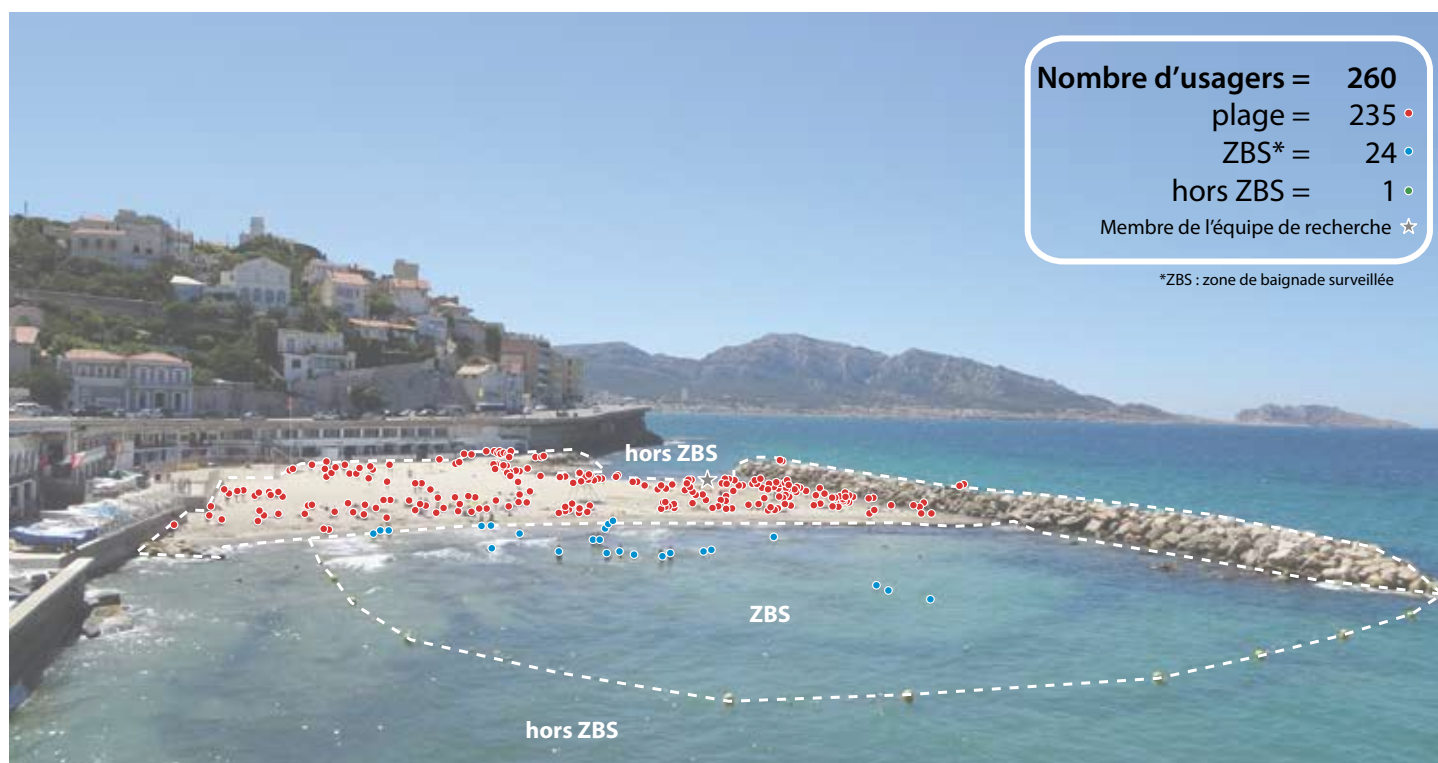 Nombre d'usagers = 260
plage = 235
ZBS* = 24
hors ZBS = 1
Membre de l'équipe de recherche
*ZBS : zone de baignade surveillée
hors ZBS
ZBS
hors ZBS